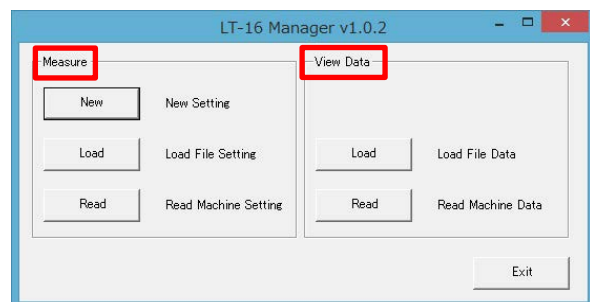 LT-16 Manager v1.0.2
Measure
New New Setting
Load Load File Setting
Read Read Machine Setting
View Data
Load Load File Data
Read Read Machine Data
Exit